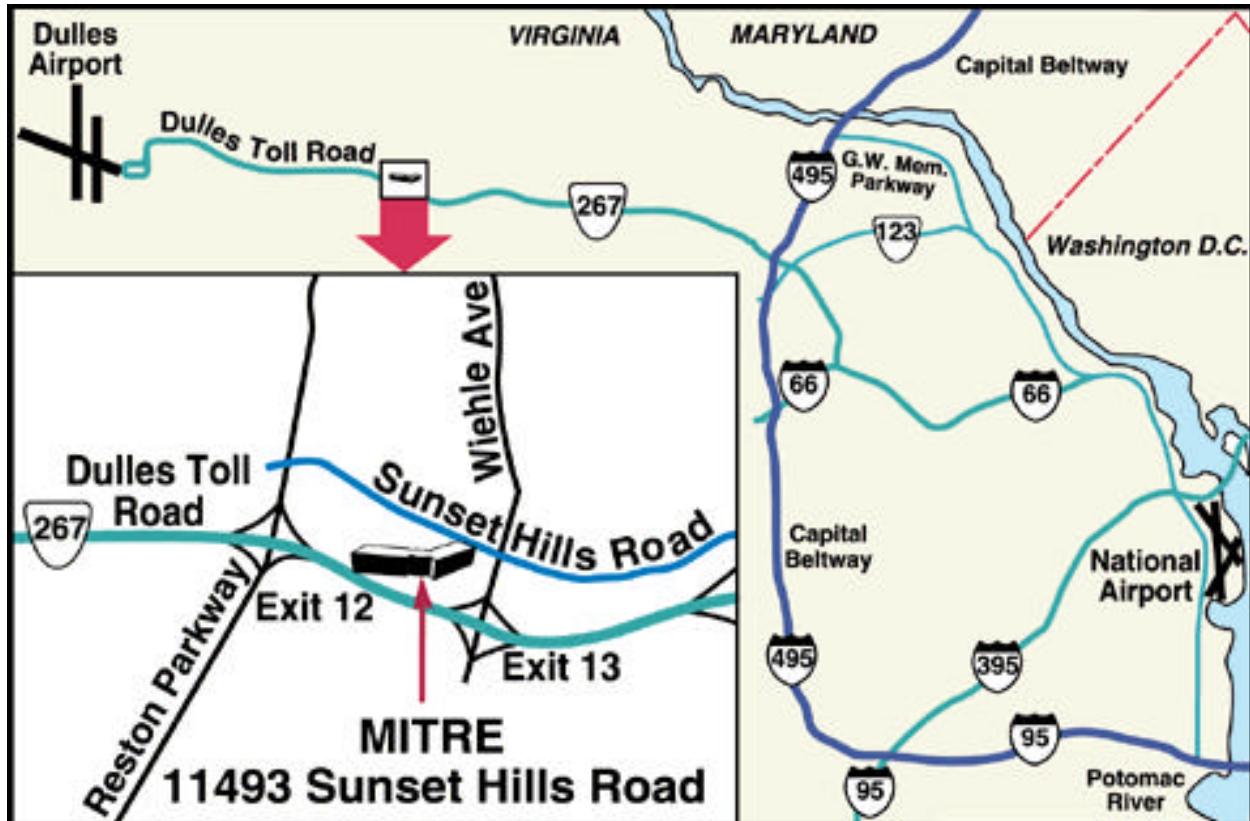 Dulles
Airport
VIRGINIA
MARYLAND
Capital Beltway
Dulles Toll Road
495
G.W. Mem.
Parkway
267
123
Washington D.C.
66
66
Capital
Beltway
National
Airport
495
395
95
95
Potomac
River
Wiehle Ave
Dulles Toll
Road
267
Sunset Hills Road
Exit 12
Exit 13
Reston Parkway
MITRE
11493 Sunset Hills Road